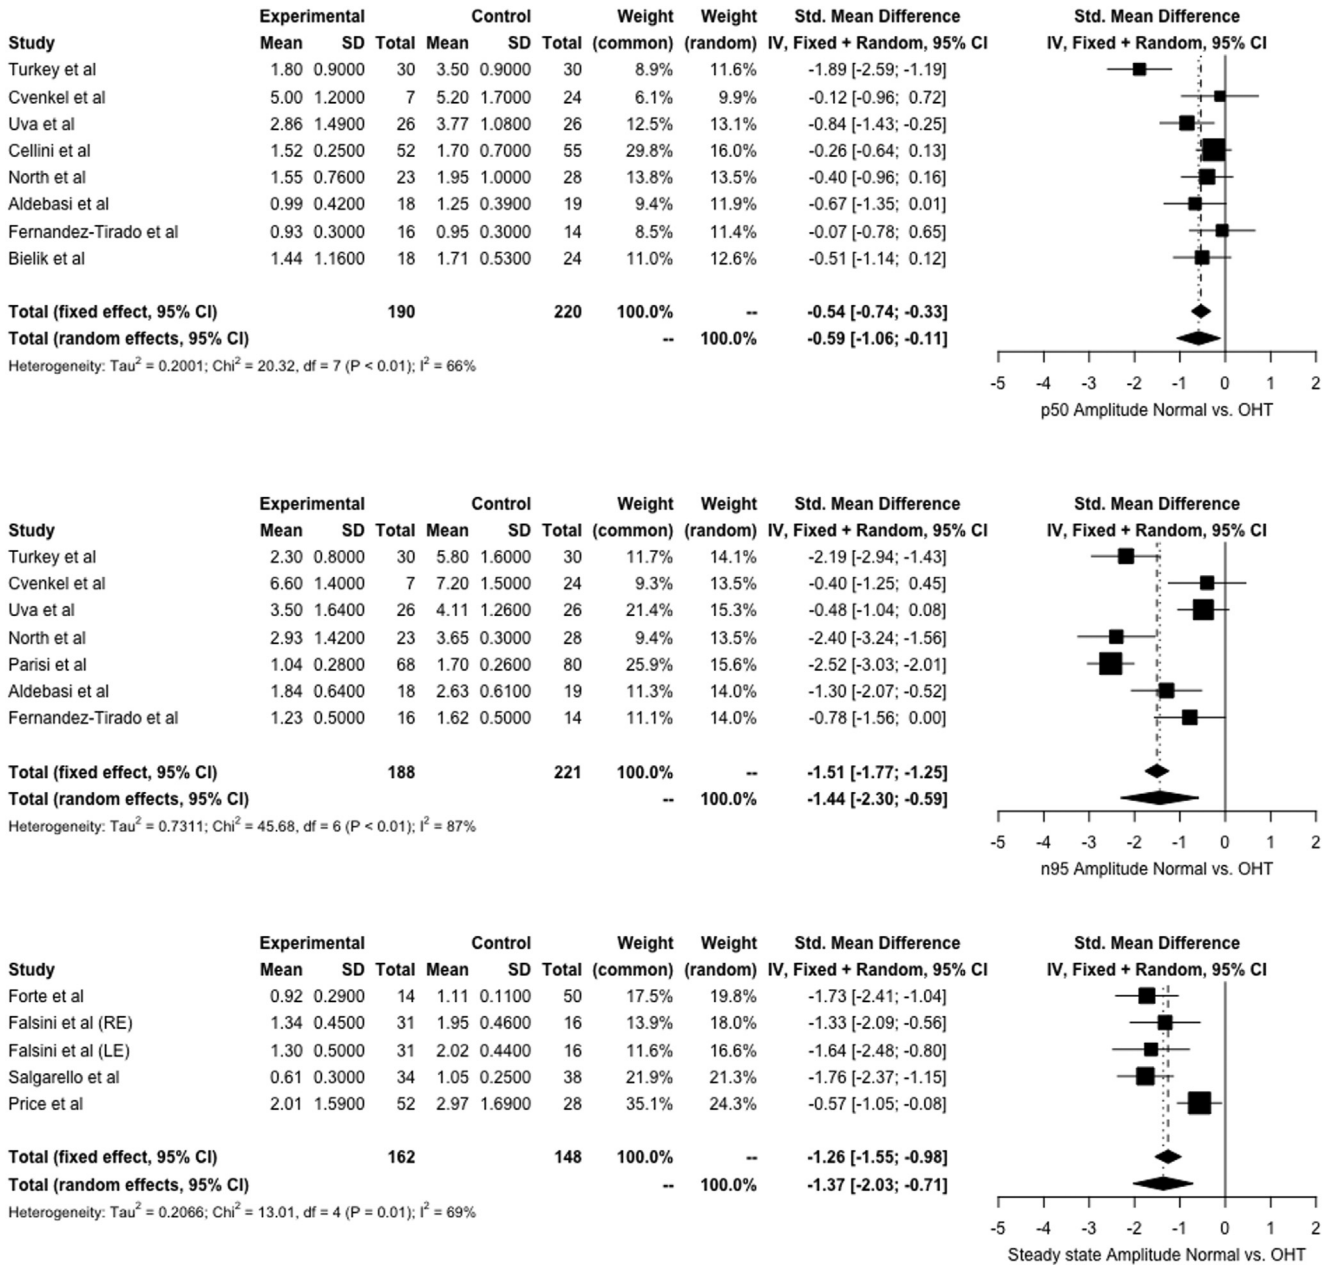 Experimental Control Weight Weight Std. Mean Difference Std. Mean Difference
Study Mean SD Total Mean SD Total (common) (random) IV, Fixed + Random, 95% CI IV, Fixed + Random, 95% CI
Turkey et al 1.80 0.9000 30 3.50 0.9000 30 8.9% 11.6% -1.89 [-2.59; -1.19]
Cvenkel et al 5.00 1.2000 7 5.20 1.7000 24 6.1% 9.9% -0.12 [-0.96; 0.72]
Uva et al 2.86 1.4900 26 3.77 1.0800 26 12.5% 13.1% -0.84 [-1.43; -0.25]
Cellini et al 1.52 0.2500 52 1.70 0.7000 55 29.8% 16.0% -0.26 [-0.64; 0.13]
North et al 1.55 0.7600 23 1.95 1.0000 28 13.8% 13.5% -0.40 [-0.96; 0.16]
Aldebasi et al 0.99 0.4200 18 1.25 0.3900 19 9.4% 11.9% -0.67 [-1.35; 0.01]
Fernandez-Tirado et al 0.93 0.3000 16 0.95 0.3000 14 8.5% 11.4% -0.07 [-0.78; 0.65]
Bielik et al 1.44 1.1600 18 1.71 0.5300 24 11.0% 12.6% -0.51 [-1.14; 0.12]
Total (fixed effect, 95% CI) 190 220 100.0% -- -0.54 [-0.74; -0.33]
Total (random effects, 95% CI) -- 100.0% -0.59 [-1.06; -0.11]
Heterogeneity: Tau² = 0.2001; Chi² = 20.32, df = 7 (P < 0.01); I² = 66%
-5 -4 -3 -2 -1 0 1 2
p50 Amplitude Normal vs. OHT
Experimental Control Weight Weight Std. Mean Difference Std. Mean Difference
Study Mean SD Total Mean SD Total (common) (random) IV, Fixed + Random, 95% CI IV, Fixed + Random, 95% CI
Turkey et al 2.30 0.8000 30 5.80 1.6000 30 11.7% 14.1% -2.19 [-2.94; -1.43]
Cvenkel et al 6.60 1.4000 7 7.20 1.5000 24 9.3% 13.5% -0.40 [-1.25; 0.45]
Uva et al 3.50 1.6400 26 4.11 1.2600 26 21.4% 15.3% -0.48 [-1.04; 0.08]
North et al 2.93 1.4200 23 3.65 0.3000 28 9.4% 13.5% -2.40 [-3.24; -1.56]
Parisi et al 1.04 0.2800 68 1.70 0.2600 80 25.9% 15.6% -2.52 [-3.03; -2.01]
Aldebasi et al 1.84 0.6400 18 2.63 0.6100 19 11.3% 14.0% -1.30 [-2.07; -0.52]
Fernandez-Tirado et al 1.23 0.5000 16 1.62 0.5000 14 11.1% 14.0% -0.78 [-1.56; 0.00]
Total (fixed effect, 95% CI) 188 221 100.0% -- -1.51 [-1.77; -1.25]
Total (random effects, 95% CI) -- 100.0% -1.44 [-2.30; -0.59]
Heterogeneity: Tau² = 0.7311; Chi² = 45.68, df = 6 (P < 0.01); I² = 87%
-5 -4 -3 -2 -1 0 1 2
n95 Amplitude Normal vs. OHT
Experimental Control Weight Weight Std. Mean Difference Std. Mean Difference
Study Mean SD Total Mean SD Total (common) (random) IV, Fixed + Random, 95% CI IV, Fixed + Random, 95% CI
Forte et al 0.92 0.2900 14 1.11 0.1100 50 17.5% 19.8% -1.73 [-2.41; -1.04]
Falsini et al (RE) 1.34 0.4500 31 1.95 0.4600 16 13.9% 18.0% -1.33 [-2.09; -0.56]
Falsini et al (LE) 1.30 0.5000 31 2.02 0.4400 16 11.6% 16.6% -1.64 [-2.48; -0.80]
Salgarello et al 0.61 0.3000 34 1.05 0.2500 38 21.9% 21.3% -1.76 [-2.37; -1.15]
Price et al 2.01 1.5900 52 2.97 1.6900 28 35.1% 24.3% -0.57 [-1.05; -0.08]
Total (fixed effect, 95% CI) 162 148 100.0% -- -1.26 [-1.55; -0.98]
Total (random effects, 95% CI) -- 100.0% -1.37 [-2.03; -0.71]
Heterogeneity: Tau² = 0.2066; Chi² = 13.01, df = 4 (P = 0.01); I² = 69%
-5 -4 -3 -2 -1 0 1 2
Steady state Amplitude Normal vs. OHT